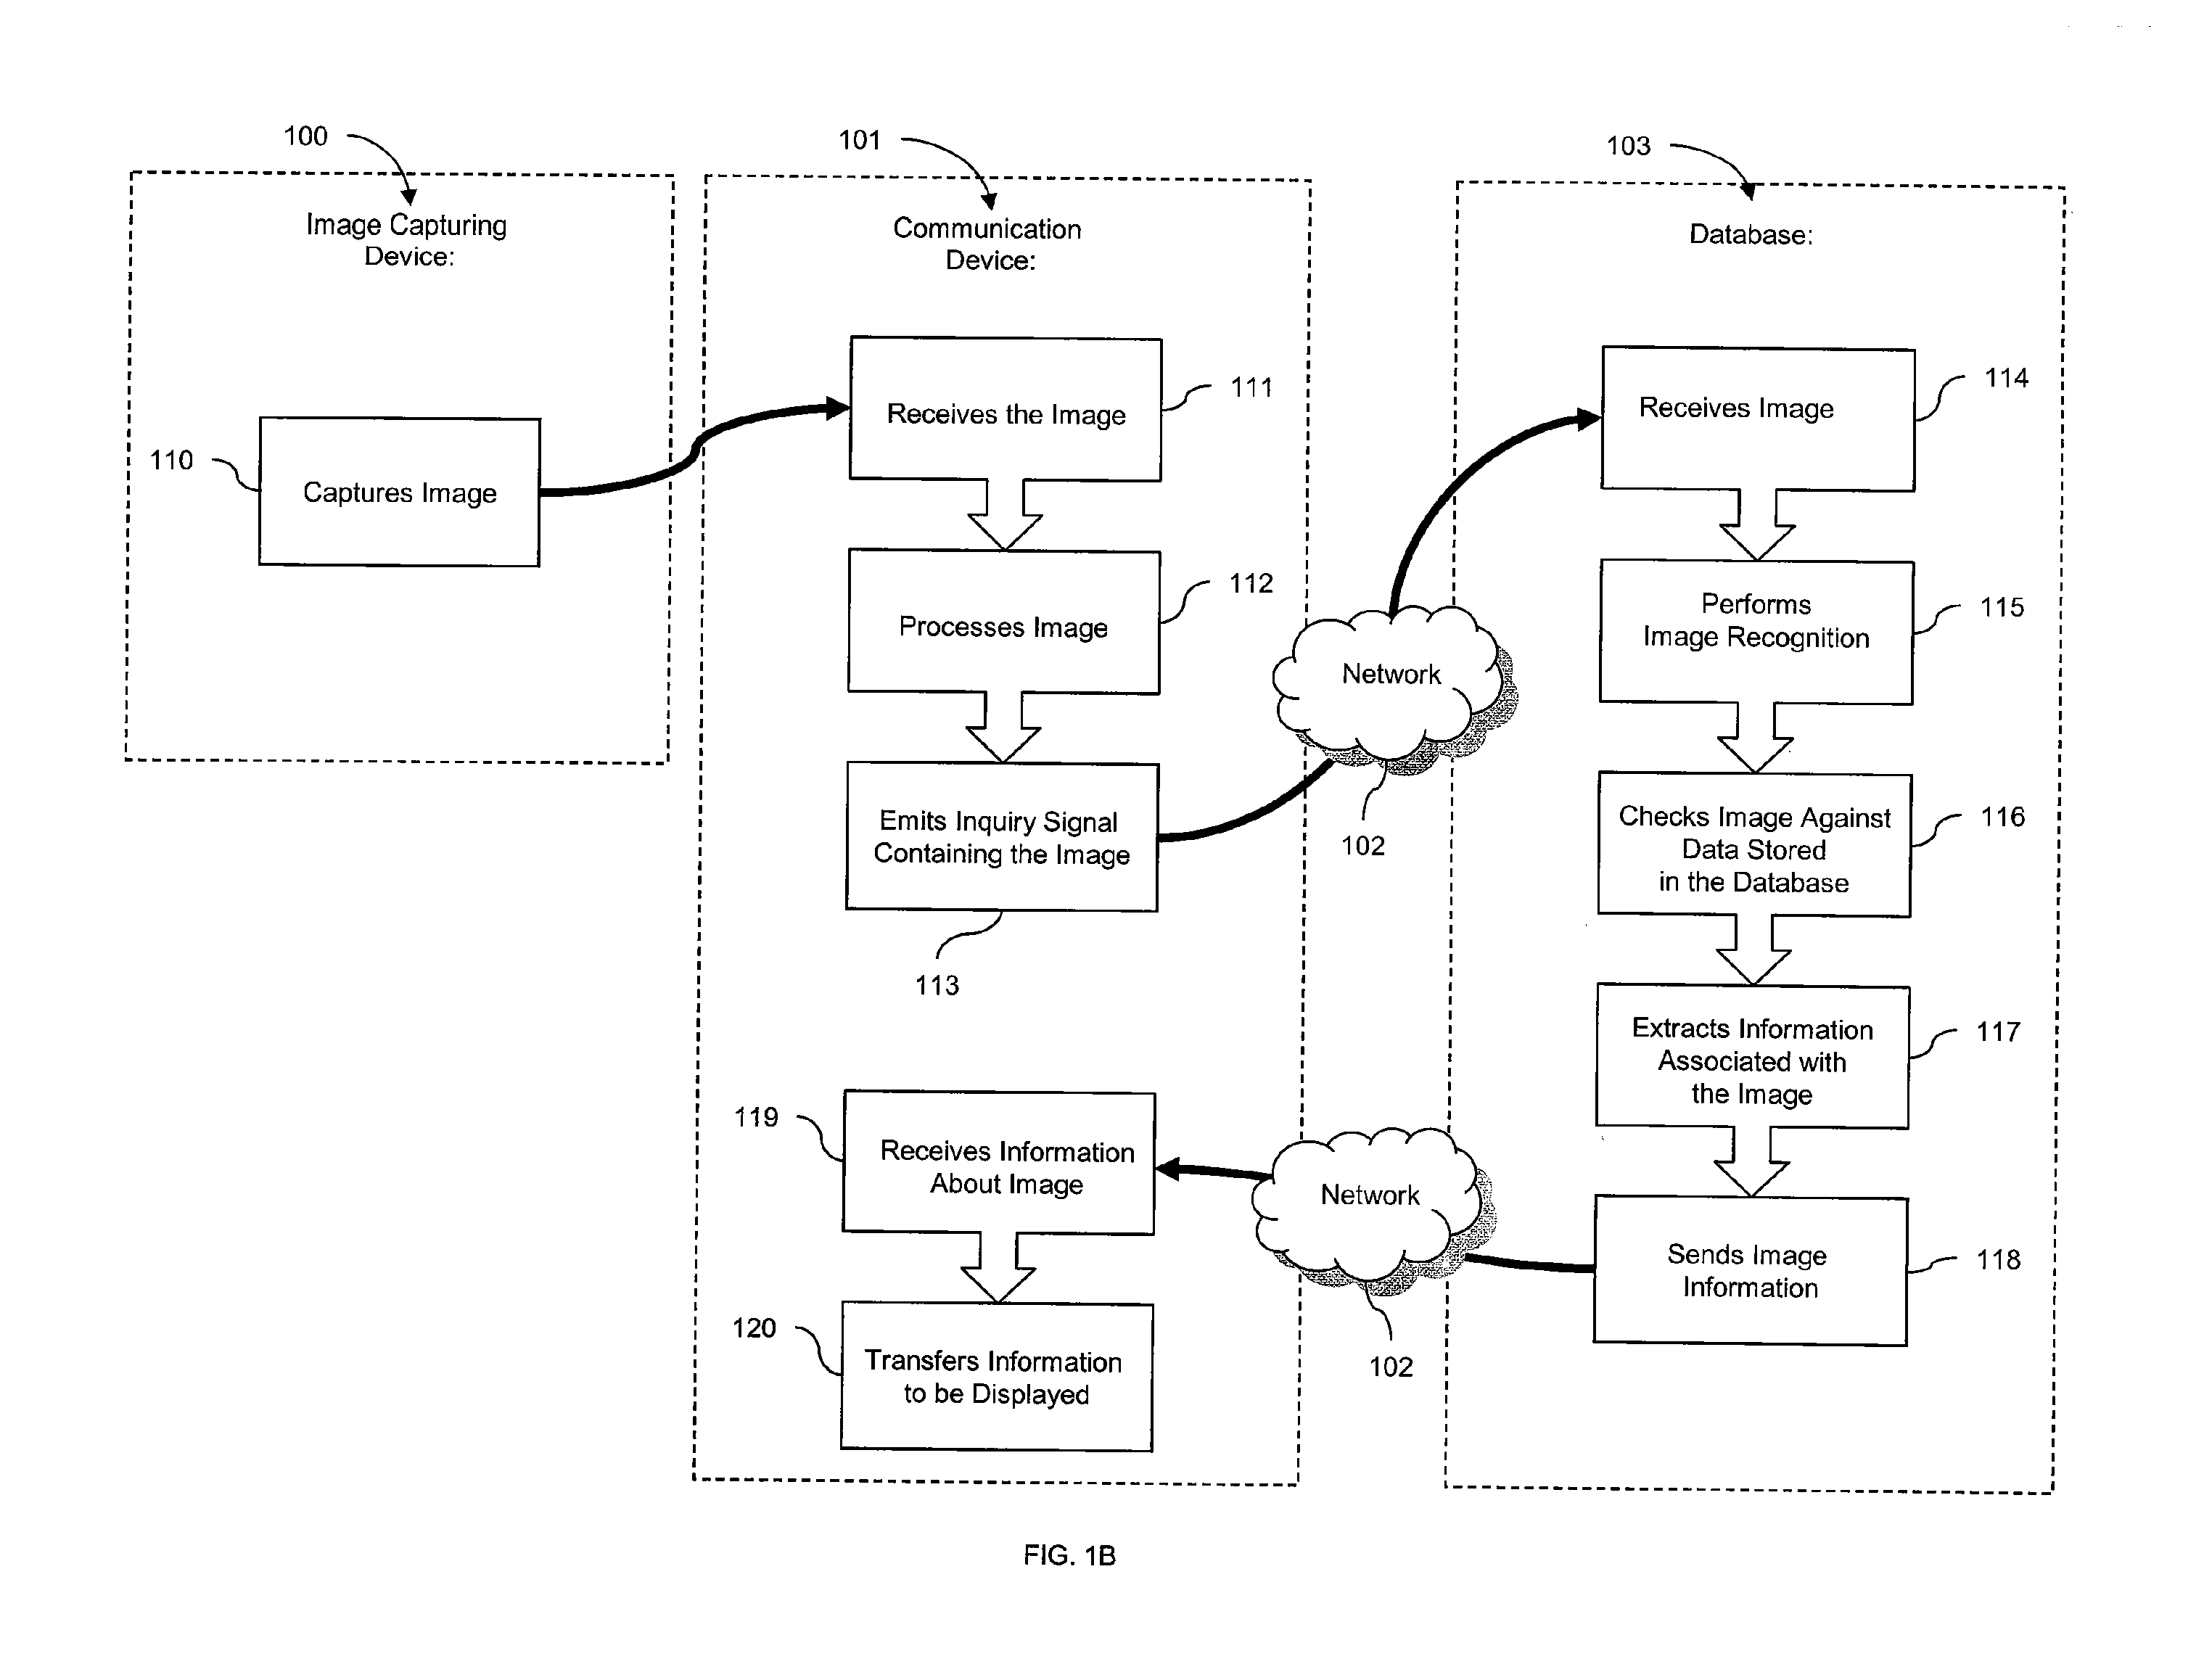 100
Image Capturing
Device:
110
Captures Image
101
Communication
Device:
Receives the Image
111
Processes Image
112
Emits Inquiry Signal
Containing the Image
113
Network
102
103
Database:
Receives Image
114
Performs
Image Recognition
115
Checks Image Against
Data Stored
in the Database
116
Extracts Information
Associated with
the Image
117
Sends Image
Information
118
Network
102
119
Receives Information
About Image
120
Transfers Information
to be Displayed
FIG. 1B